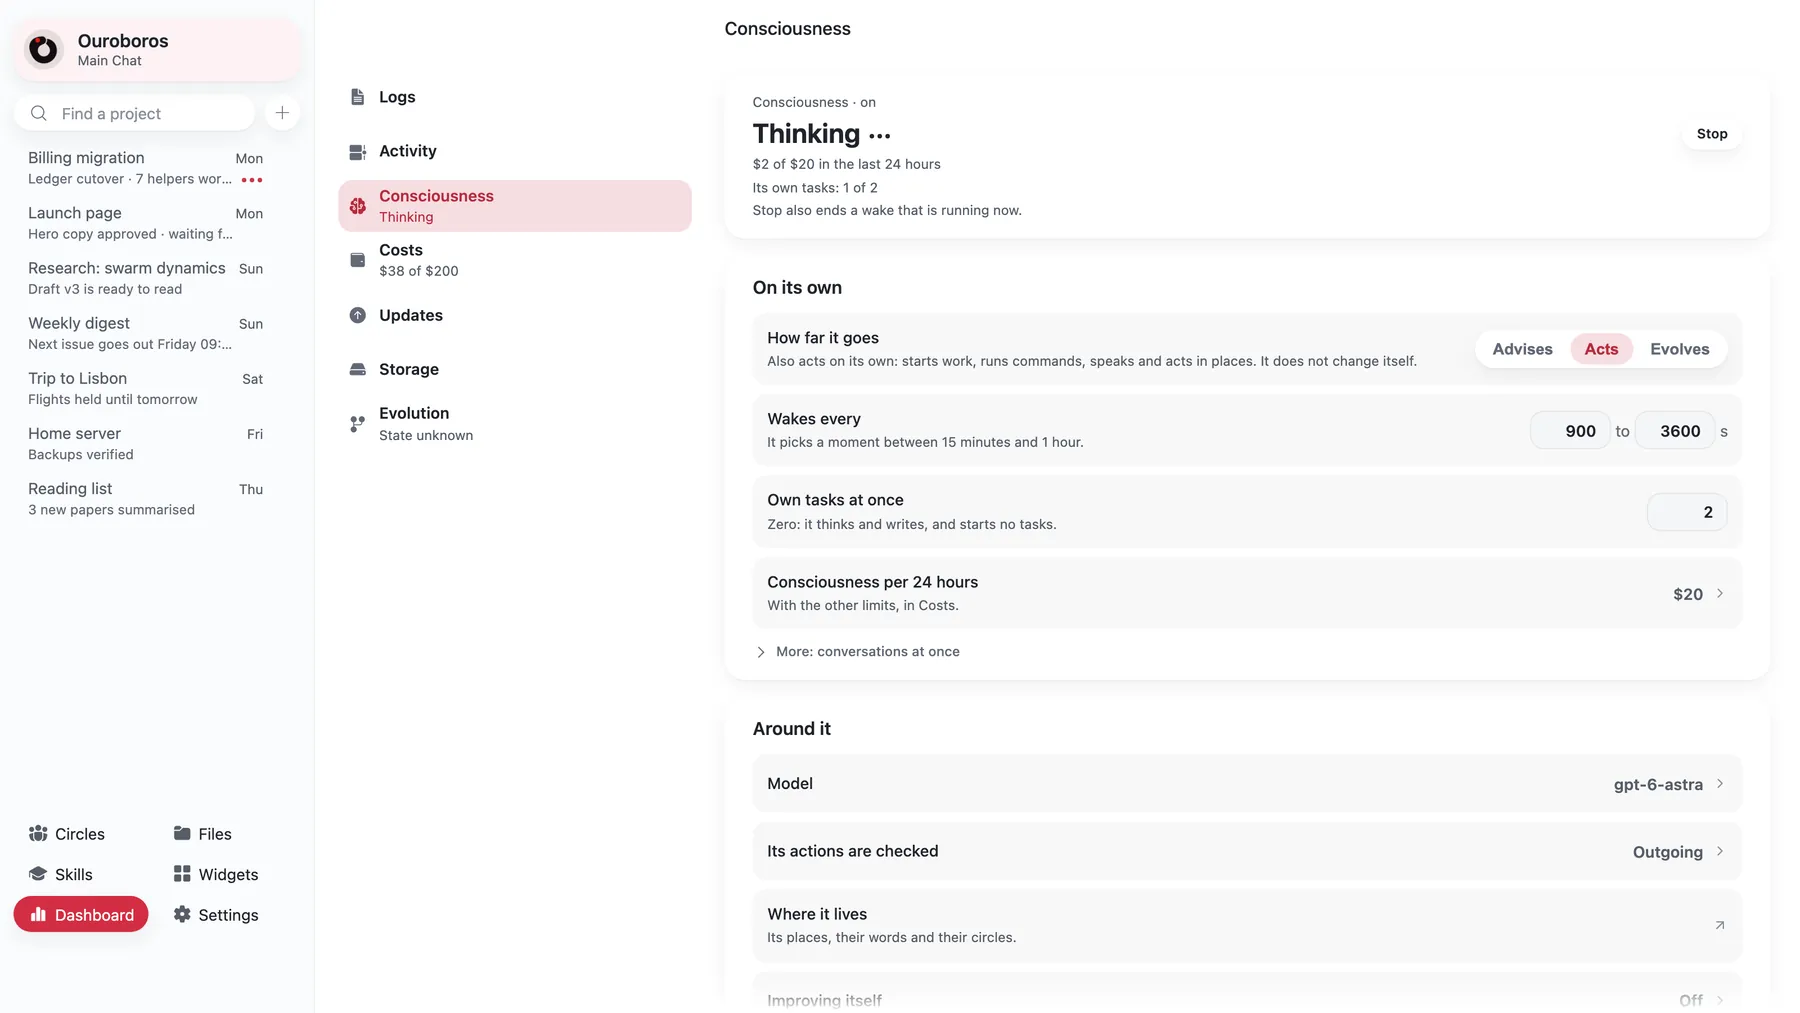 Ouroboros
Main Chat
Find a project
Billing migration Mon
Ledger cutover · 7 helpers wor...
Launch page Mon
Hero copy approved · waiting f...
Research: swarm dynamics Sun
Draft v3 is ready to read
Weekly digest Sun
Next issue goes out Friday 09:...
Trip to Lisbon Sat
Flights held until tomorrow
Home server Fri
Backups verified
Reading list Thu
3 new papers summarised
Circles
Files
Skills
Widgets
Dashboard
Settings
Logs
Activity
Consciousness
Thinking
Costs
$38 of $200
Updates
Storage
Evolution
State unknown
Consciousness
Consciousness · on
Thinking ···
Stop
$2 of $20 in the last 24 hours
Its own tasks: 1 of 2
Stop also ends a wake that is running now.
On its own
How far it goes
Also acts on its own: starts work, runs commands, speaks and acts in places. It does not change itself.
Advises Acts Evolves
Wakes every
It picks a moment between 15 minutes and 1 hour.
900 to 3600 s
Own tasks at once
Zero: it thinks and writes, and starts no tasks.
2
Consciousness per 24 hours
With the other limits, in Costs.
$20
More: conversations at once
Around it
Model
gpt-6-astra
Its actions are checked
Outgoing
Where it lives
Its places, their words and their circles.
Improving itself
Off